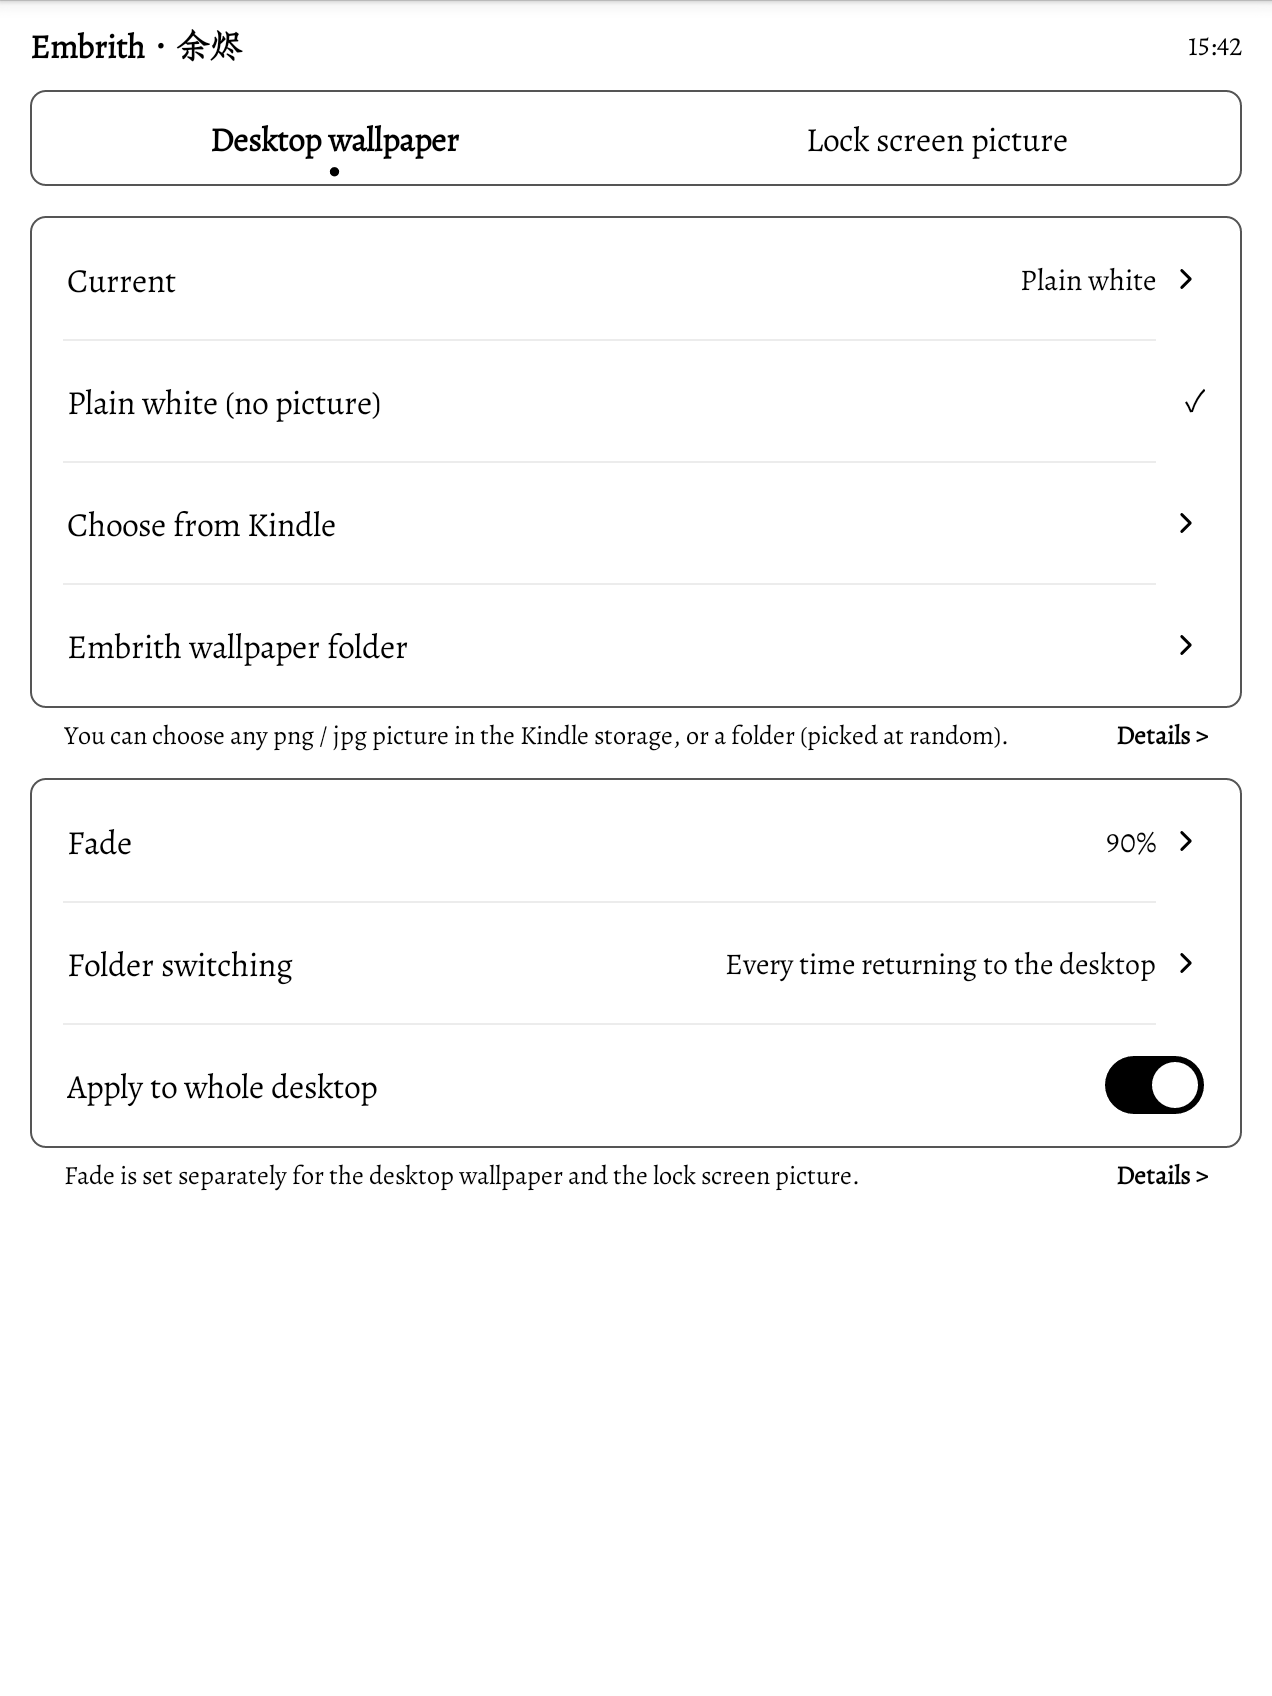 Embrith · 余烬
15:42
Desktop wallpaper
Lock screen picture
Current
Plain white >
Plain white (no picture) ✓
Choose from Kindle >
Embrith wallpaper folder >
You can choose any png / jpg picture in the Kindle storage, or a folder (picked at random).
Details >
Fade
90% >
Folder switching
Every time returning to the desktop >
Apply to whole desktop
Fade is set separately for the desktop wallpaper and the lock screen picture.
Details >